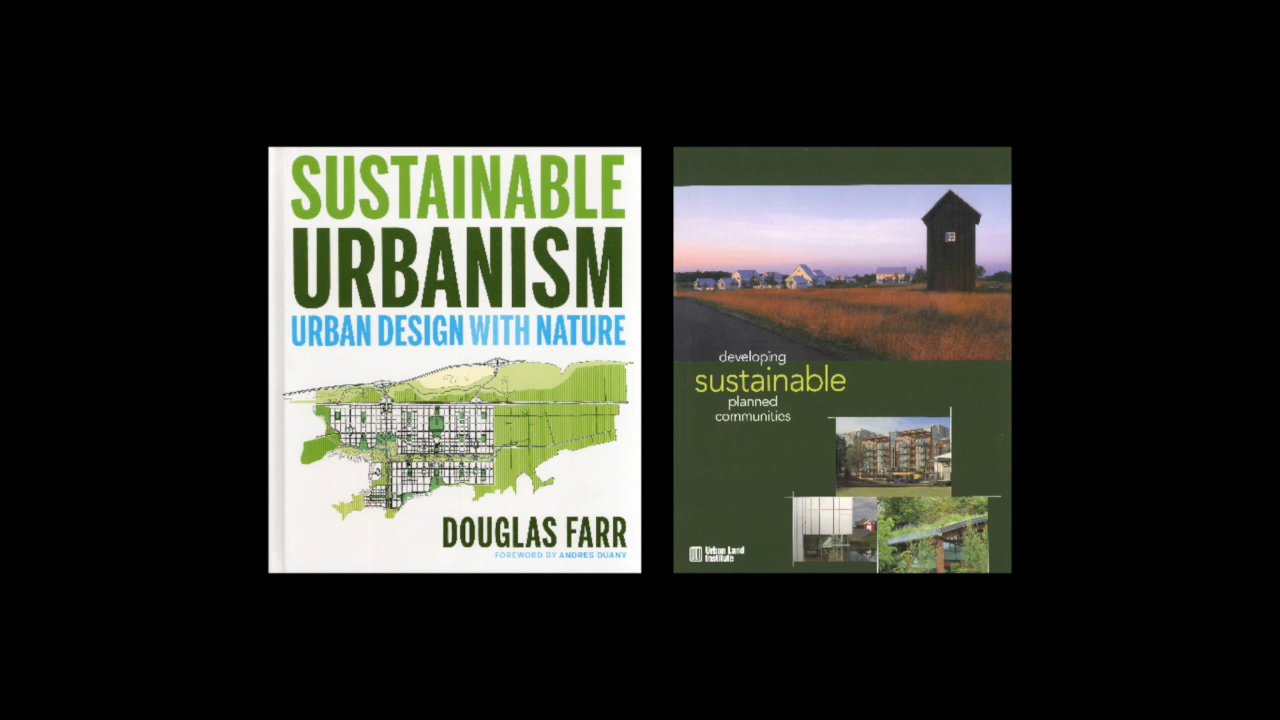 SUSTAINABLE
URBANISM
URBAN DESIGN WITH NATURE
DOUGLAS FARR
FOREWORD BY ANDRES DUANY
developing
sustainable
planned
communities
Urban Land
Institute